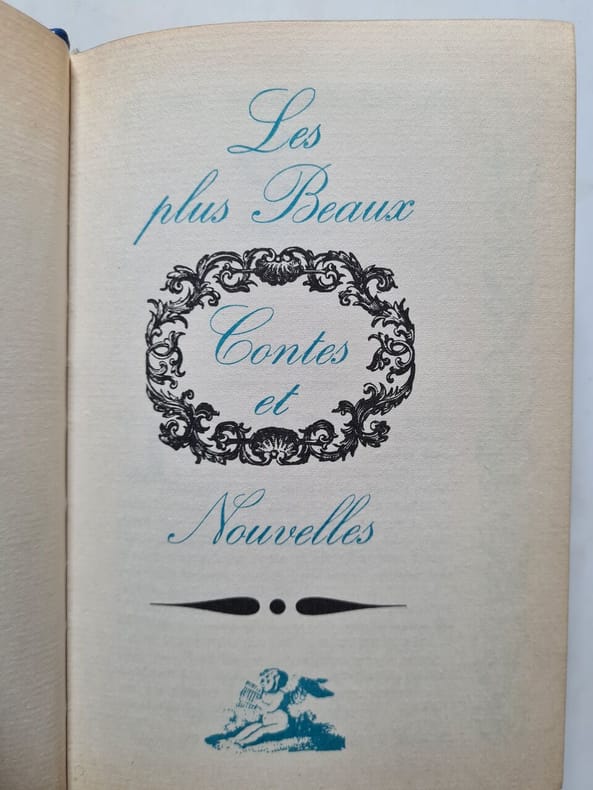 Les
plus Beaux
Contes
et
Nouvelles